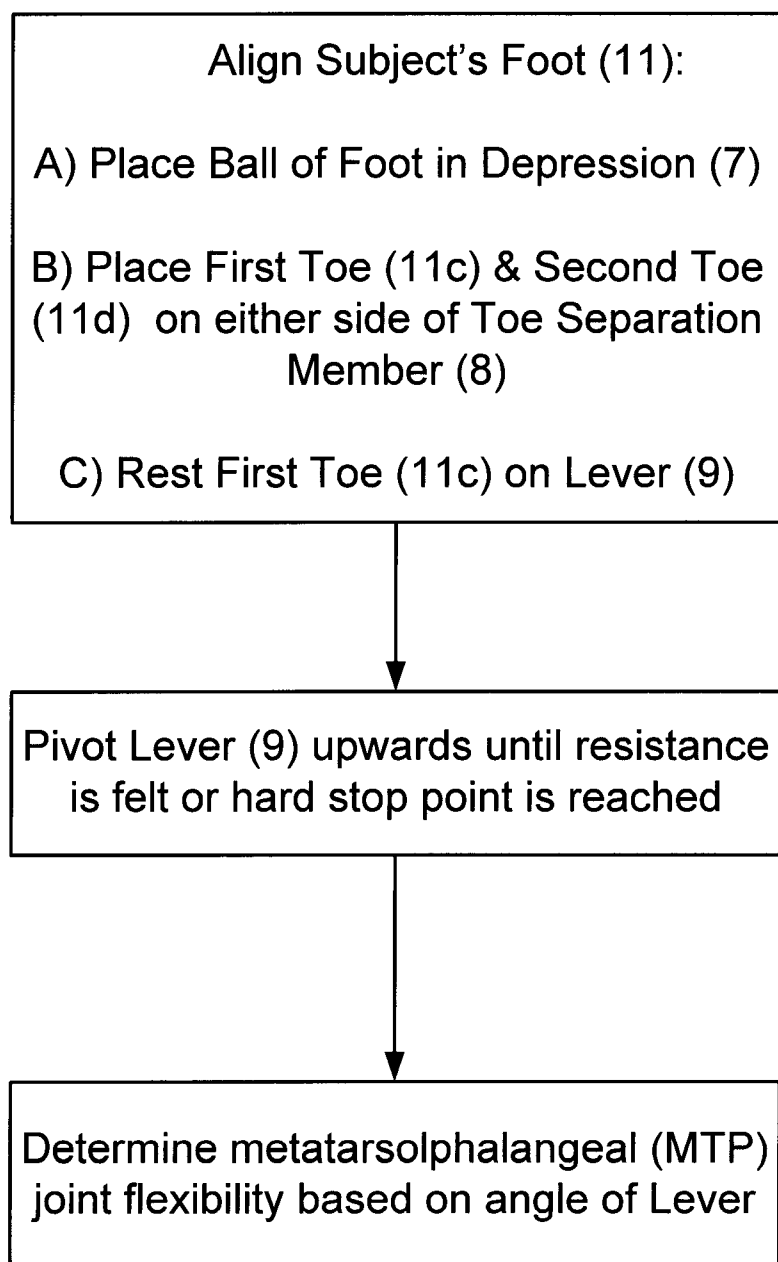 Align Subject's Foot (11):
A) Place Ball of Foot in Depression (7)
B) Place First Toe (11c) & Second Toe
(11d) on either side of Toe Separation
Member (8)
C) Rest First Toe (11c) on Lever (9)
Pivot Lever (9) upwards until resistance
is felt or hard stop point is reached
Determine metatarsolphalangeal (MTP)
joint flexibility based on angle of Lever